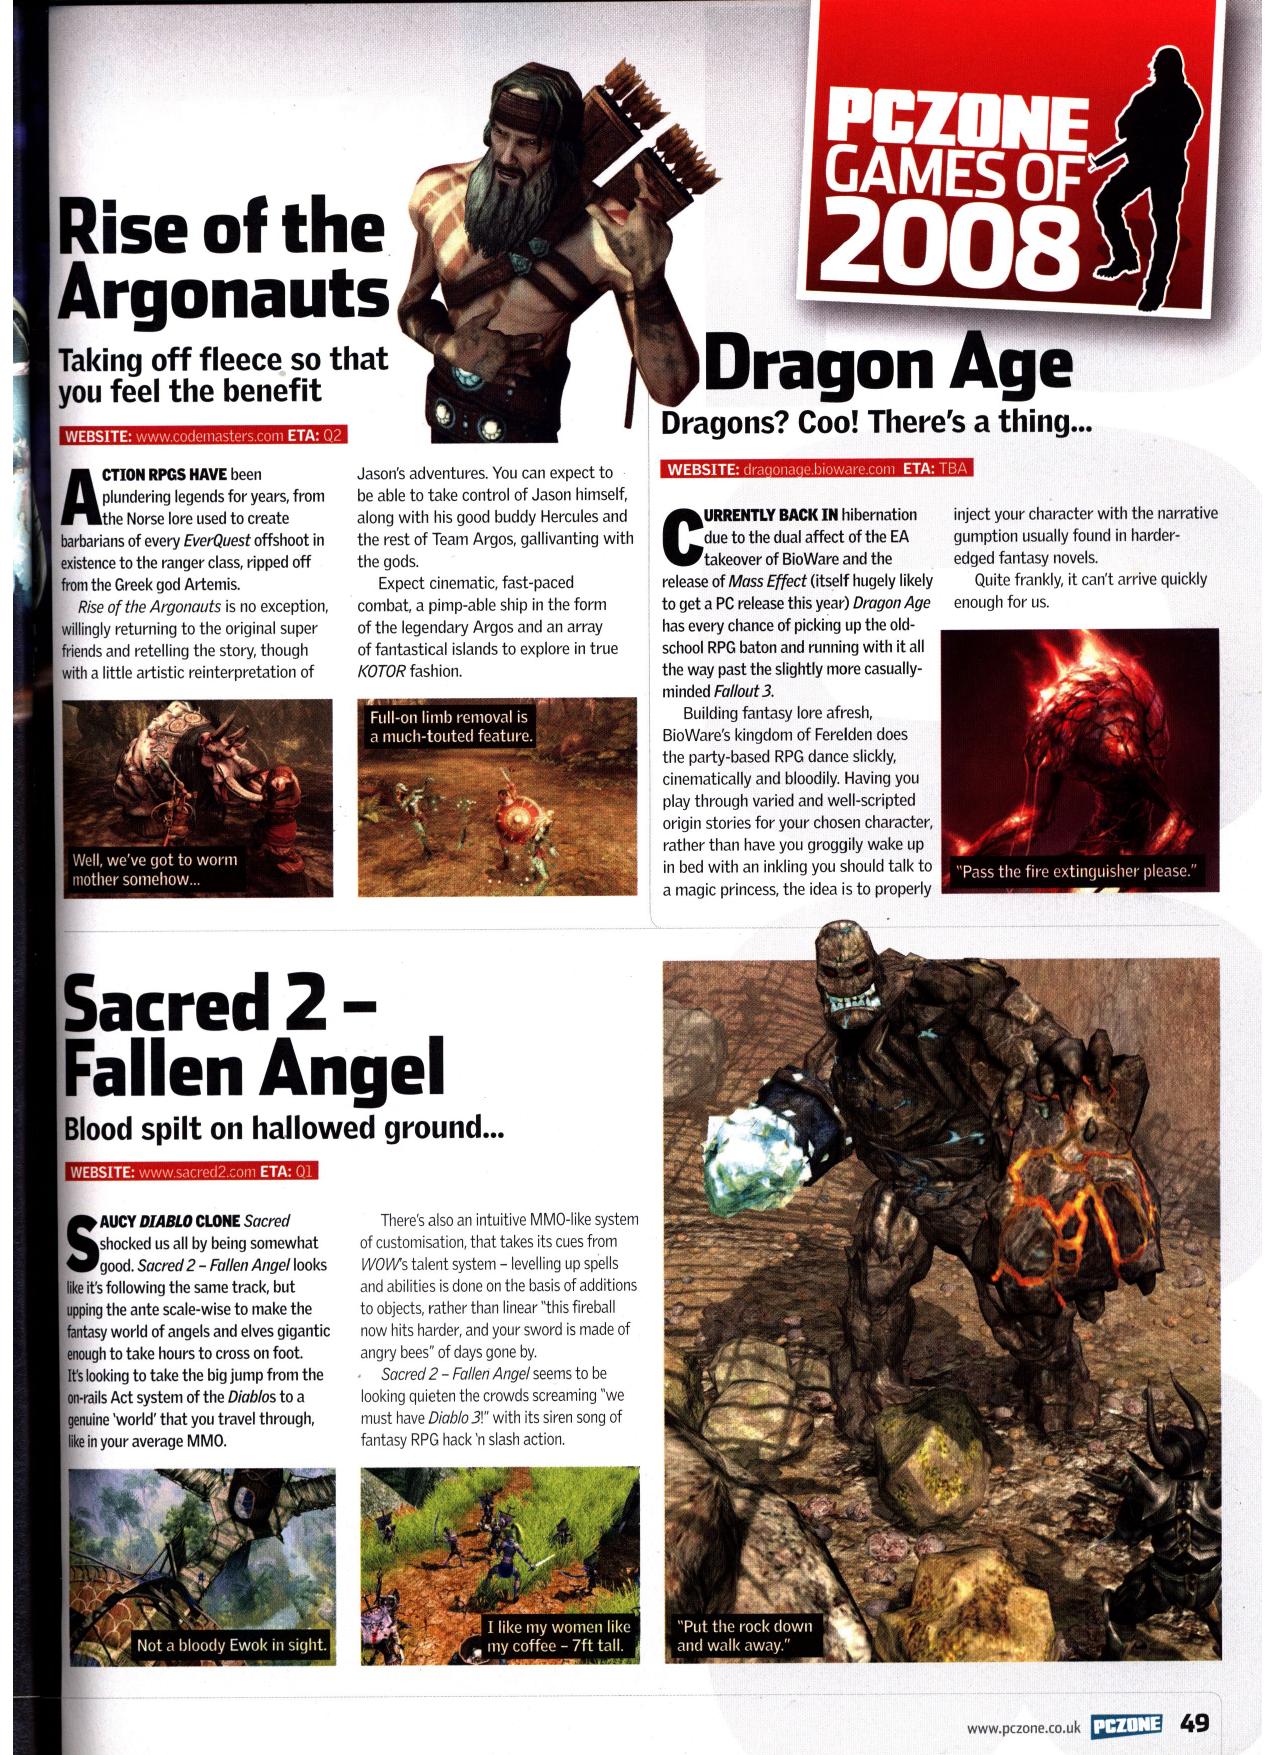 PCZONE
GAMES OF
2008
Rise of the
Argonauts
Taking off fleece so that
you feel the benefit
WEBSITE: www.codemasters.com ETA: Q2
ACTION RPGS HAVE been
plundering legends for years, from
the Norse lore used to create
barbarians of every EverQuest offshoot in
existence to the ranger class, ripped off
from the Greek god Artemis.
Rise of the Argonauts is no exception,
willingly returning to the original super
friends and retelling the story, though
with a little artistic reinterpretation of
Jason's adventures. You can expect to
be able to take control of Jason himself,
along with his good buddy Hercules and
the rest of Team Argos, gallivanting with
the gods.
Expect cinematic, fast-paced
combat, a pimp-able ship in the form
of the legendary Argos and an array
of fantastical islands to explore in true
KOTOR fashion.
Well, we've got to worm
mother somehow...
Full-on limb removal is
a much-touted feature.
Dragon Age
Dragons? Coo! There's a thing...
WEBSITE: dragonage.bioware.com ETA: TBA
CURRENTLY BACK IN hibernation
due to the dual affect of the EA
takeover of BioWare and the
release of Mass Effect (itself hugely likely
to get a PC release this year) Dragon Age
has every chance of picking up the old-
school RPG baton and running with it all
the way past the slightly more casually-
minded Fallout 3.
Building fantasy lore afresh,
BioWare's kingdom of Ferelden does
the party-based RPG dance slickly,
cinematically and bloodily. Having you
play through varied and well-scripted
origin stories for your chosen character,
rather than have you groggily wake up
in bed with an inkling you should talk to
a magic princess, the idea is to properly
inject your character with the narrative
gumption usually found in harder-
edged fantasy novels.
Quite frankly, it can't arrive quickly
enough for us.
"Pass the fire extinguisher please."
Sacred 2 –
Fallen Angel
Blood spilt on hallowed ground...
WEBSITE: www.sacred2.com ETA: Q1
SAUCY DIABLO CLONE Sacred
shocked us all by being somewhat
good. Sacred 2 – Fallen Angel looks
like it's following the same track, but
upping the ante scale-wise to make the
fantasy world of angels and elves gigantic
enough to take hours to cross on foot.
It's looking to take the big jump from the
on-rails Act system of the Diablos to a
genuine 'world' that you travel through,
like in your average MMO.
There's also an intuitive MMO-like system
of customisation, that takes its cues from
WOW's talent system – levelling up spells
and abilities is done on the basis of additions
to objects, rather than linear "this fireball
now hits harder, and your sword is made of
angry bees" of days gone by.
Sacred 2 – Fallen Angel seems to be
looking quieten the crowds screaming "we
must have Diablo 3!" with its siren song of
fantasy RPG hack 'n slash action.
Not a bloody Ewok in sight.
I like my women like
my coffee – 7ft tall.
"Put the rock down
and walk away."
www.pczone.co.uk PCZONE 49